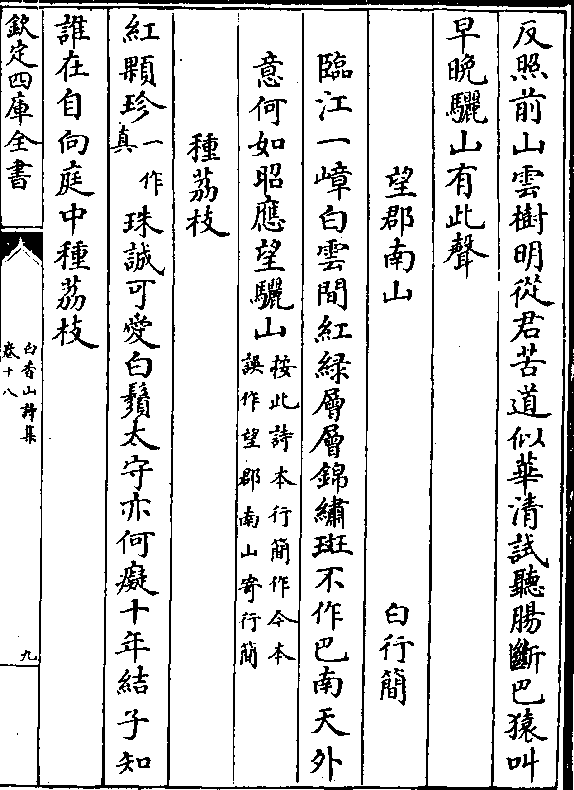 反照前山雲樹明從君苦道似華清試聽腸斷巴猿叫
早晚驪山有此聲
望郡南山　白行簡
臨江一嶂白雲間紅緑層層錦繡斑不作巴南天外
意何如昭應望驪山按此詩本行簡作今本
誤作望郡南山寄行簡
種荔枝
紅顆珍一作
真珠誠可愛白鬚太守亦何癡十年結子知
誰在自向庭中種荔枝
欽定四庫全書
白香山詩集
卷十八
九